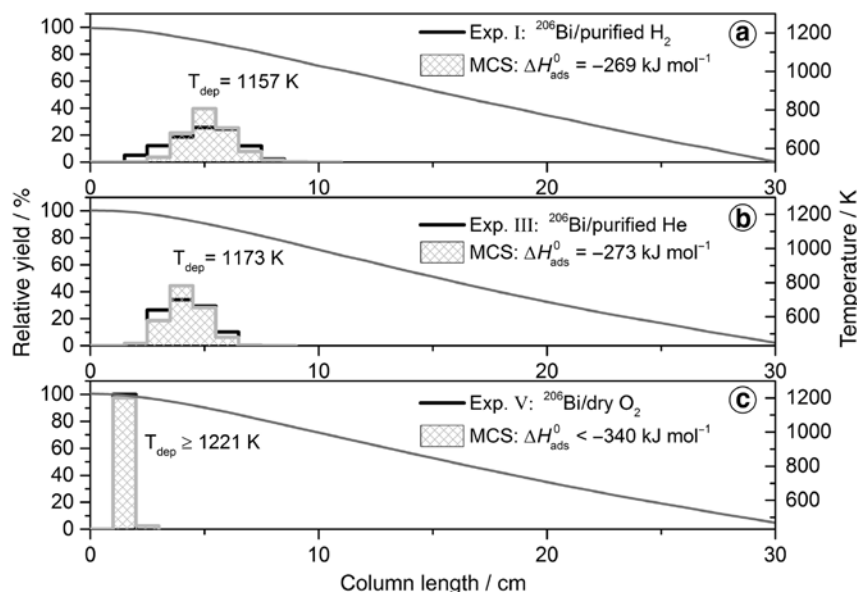 100
80
60
40
20
0
T_dep = 1157 K
Exp. I: ²⁰⁶Bi/purified H₂
MCS: ΔH⁰_ads = −269 kJ mol⁻¹
a
1200
1000
800
600
0 10 20 30
100
80
60
40
20
0
T_dep = 1173 K
Exp. III: ²⁰⁶Bi/purified He
MCS: ΔH⁰_ads = −273 kJ mol⁻¹
b
1200
1000
800
600
0 10 20 30
100
80
60
40
20
0
T_dep ≥ 1221 K
Exp. V: ²⁰⁶Bi/dry O₂
MCS: ΔH⁰_ads < −340 kJ mol⁻¹
c
1200
1000
800
600
0 10 20 30
Relative yield / %
Temperature / K
Column length / cm